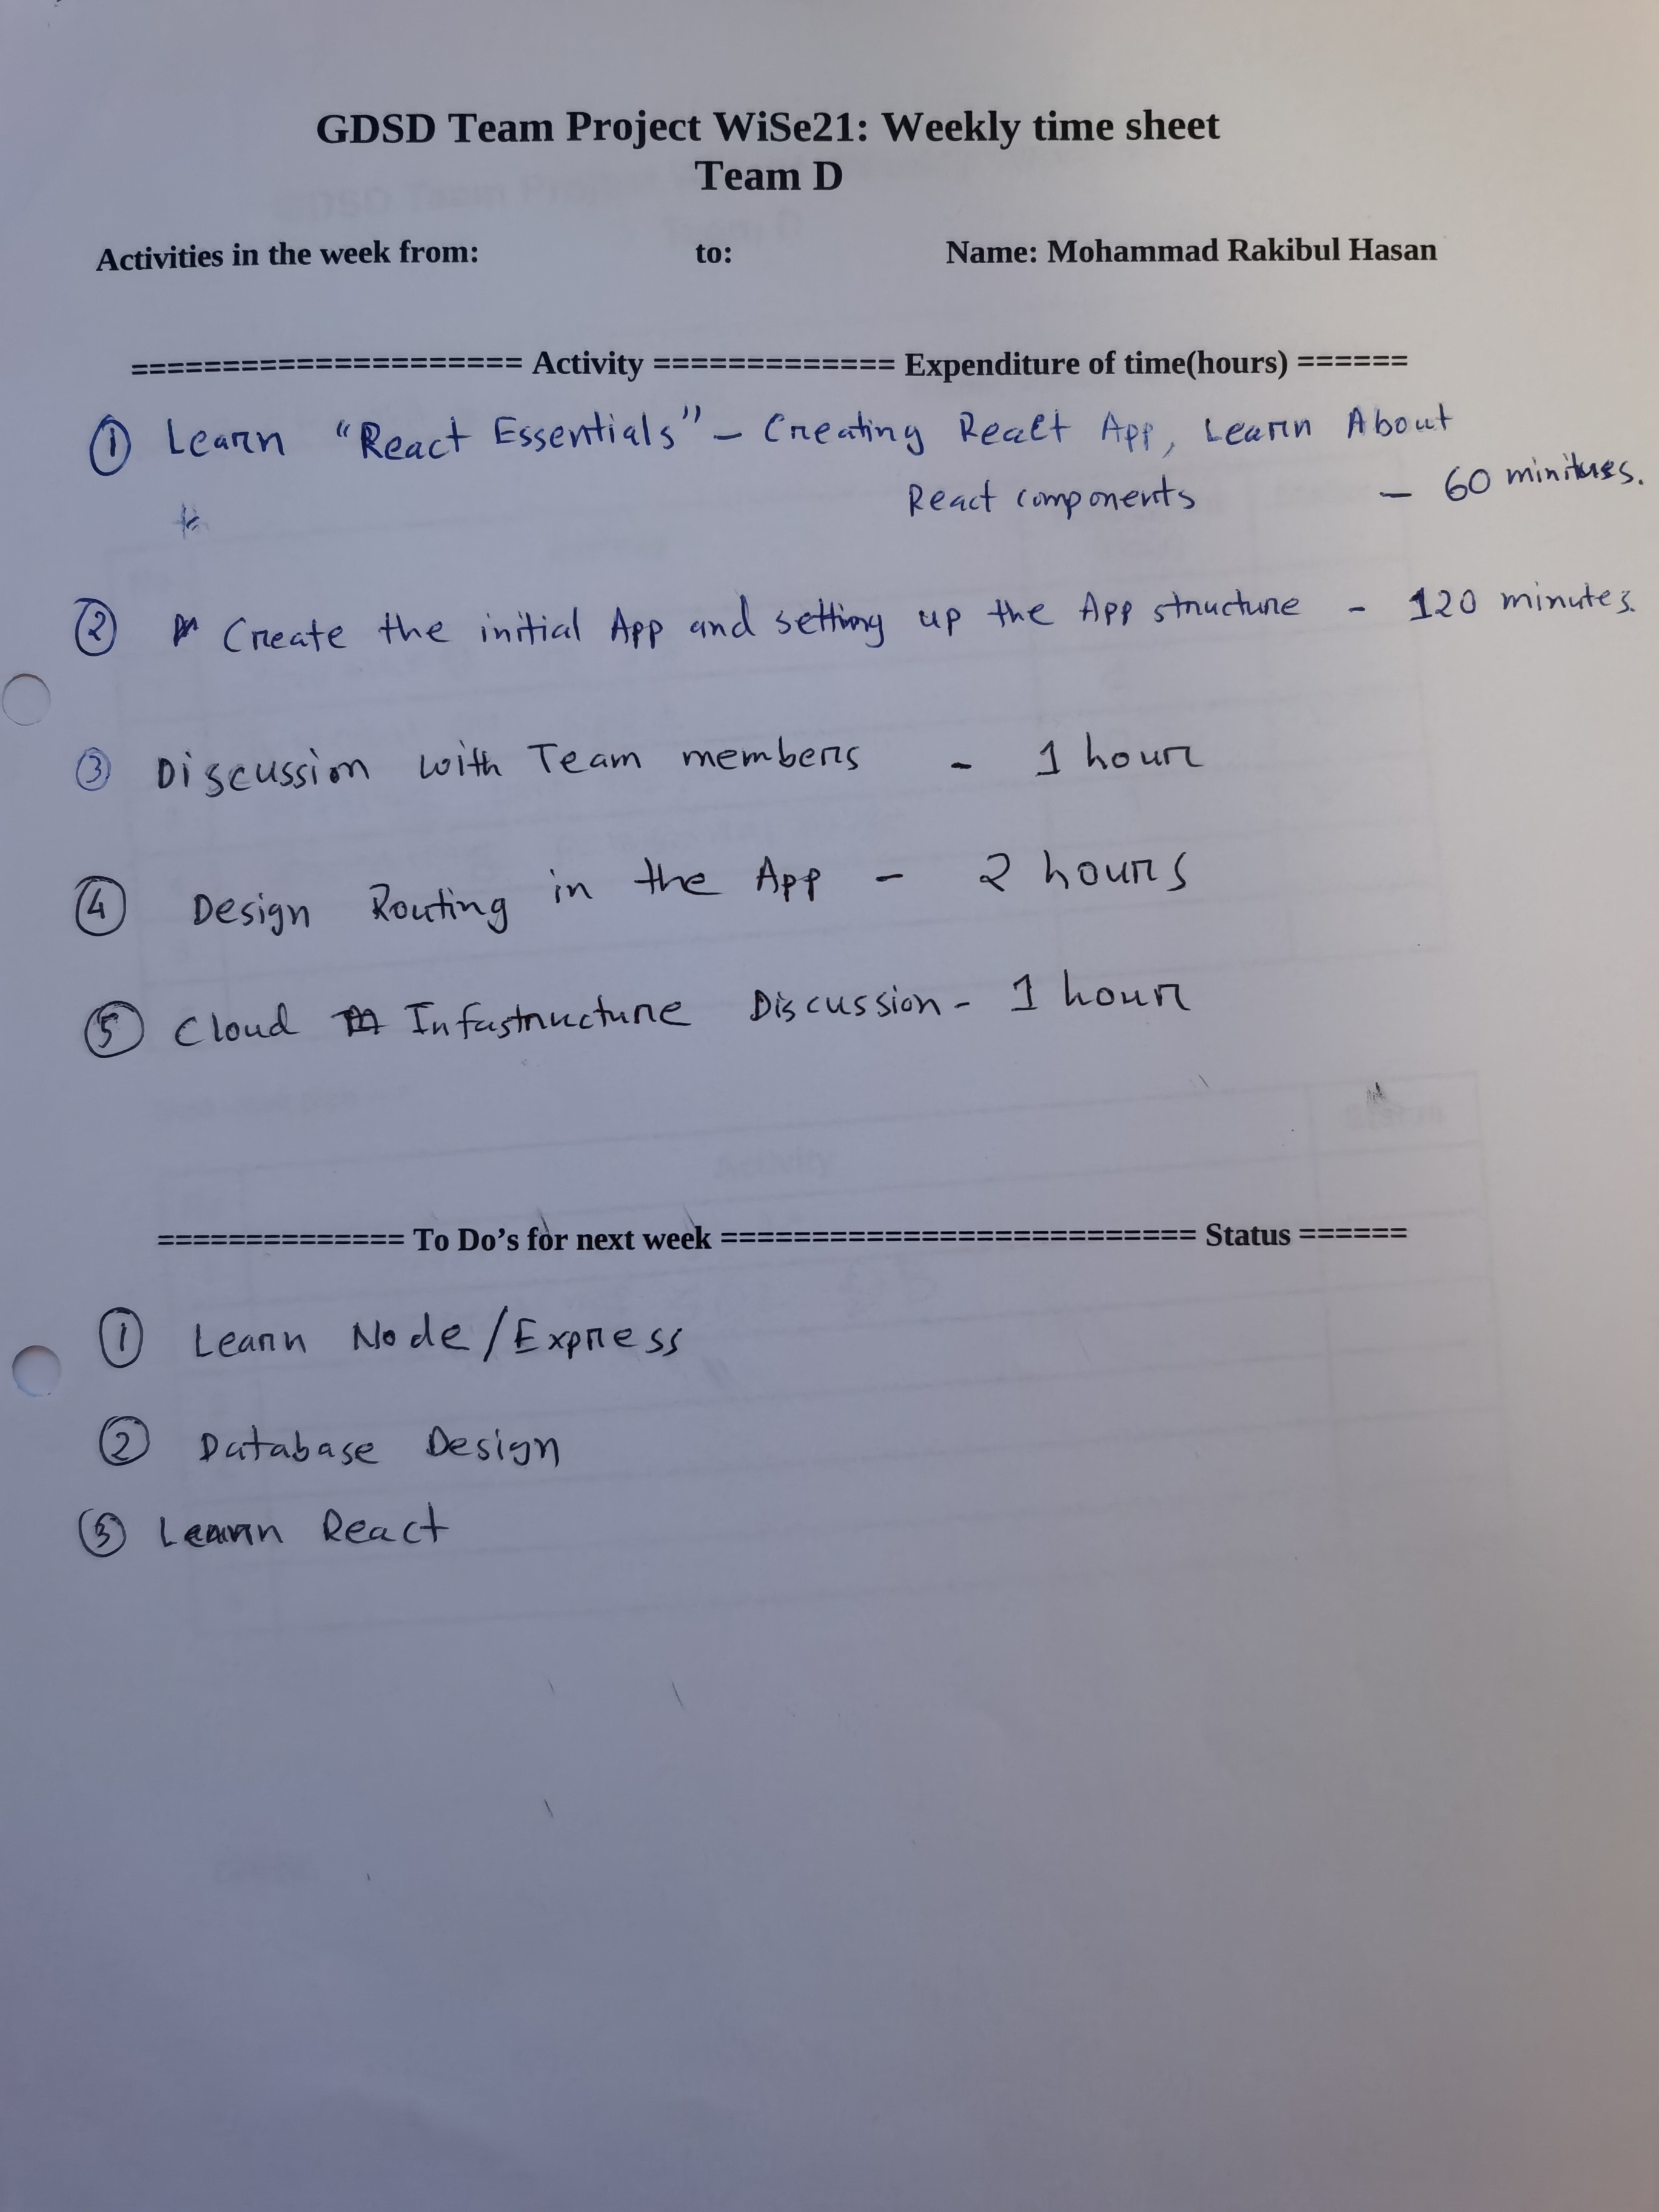 GDSD Team Project WiSe21: Weekly time sheet
Team D
Activities in the week from: to: Name: Mohammad Rakibul Hasan
===================== Activity ============= Expenditure of time(hours) ======
① Learn "React Essentials" – Creating React App, Learn About
React components – 60 minitues.
② Create the initial App and setting up the App structure - 120 minutes.
③ Discussion with Team members - 1 hour
④ Design Routing in the App - 2 hours
⑤ Cloud Infastructure Discussion - 1 hour
============== To Do’s for next week ========================== Status ======
① Learn Node/Express
② Database Design
③ Learn React